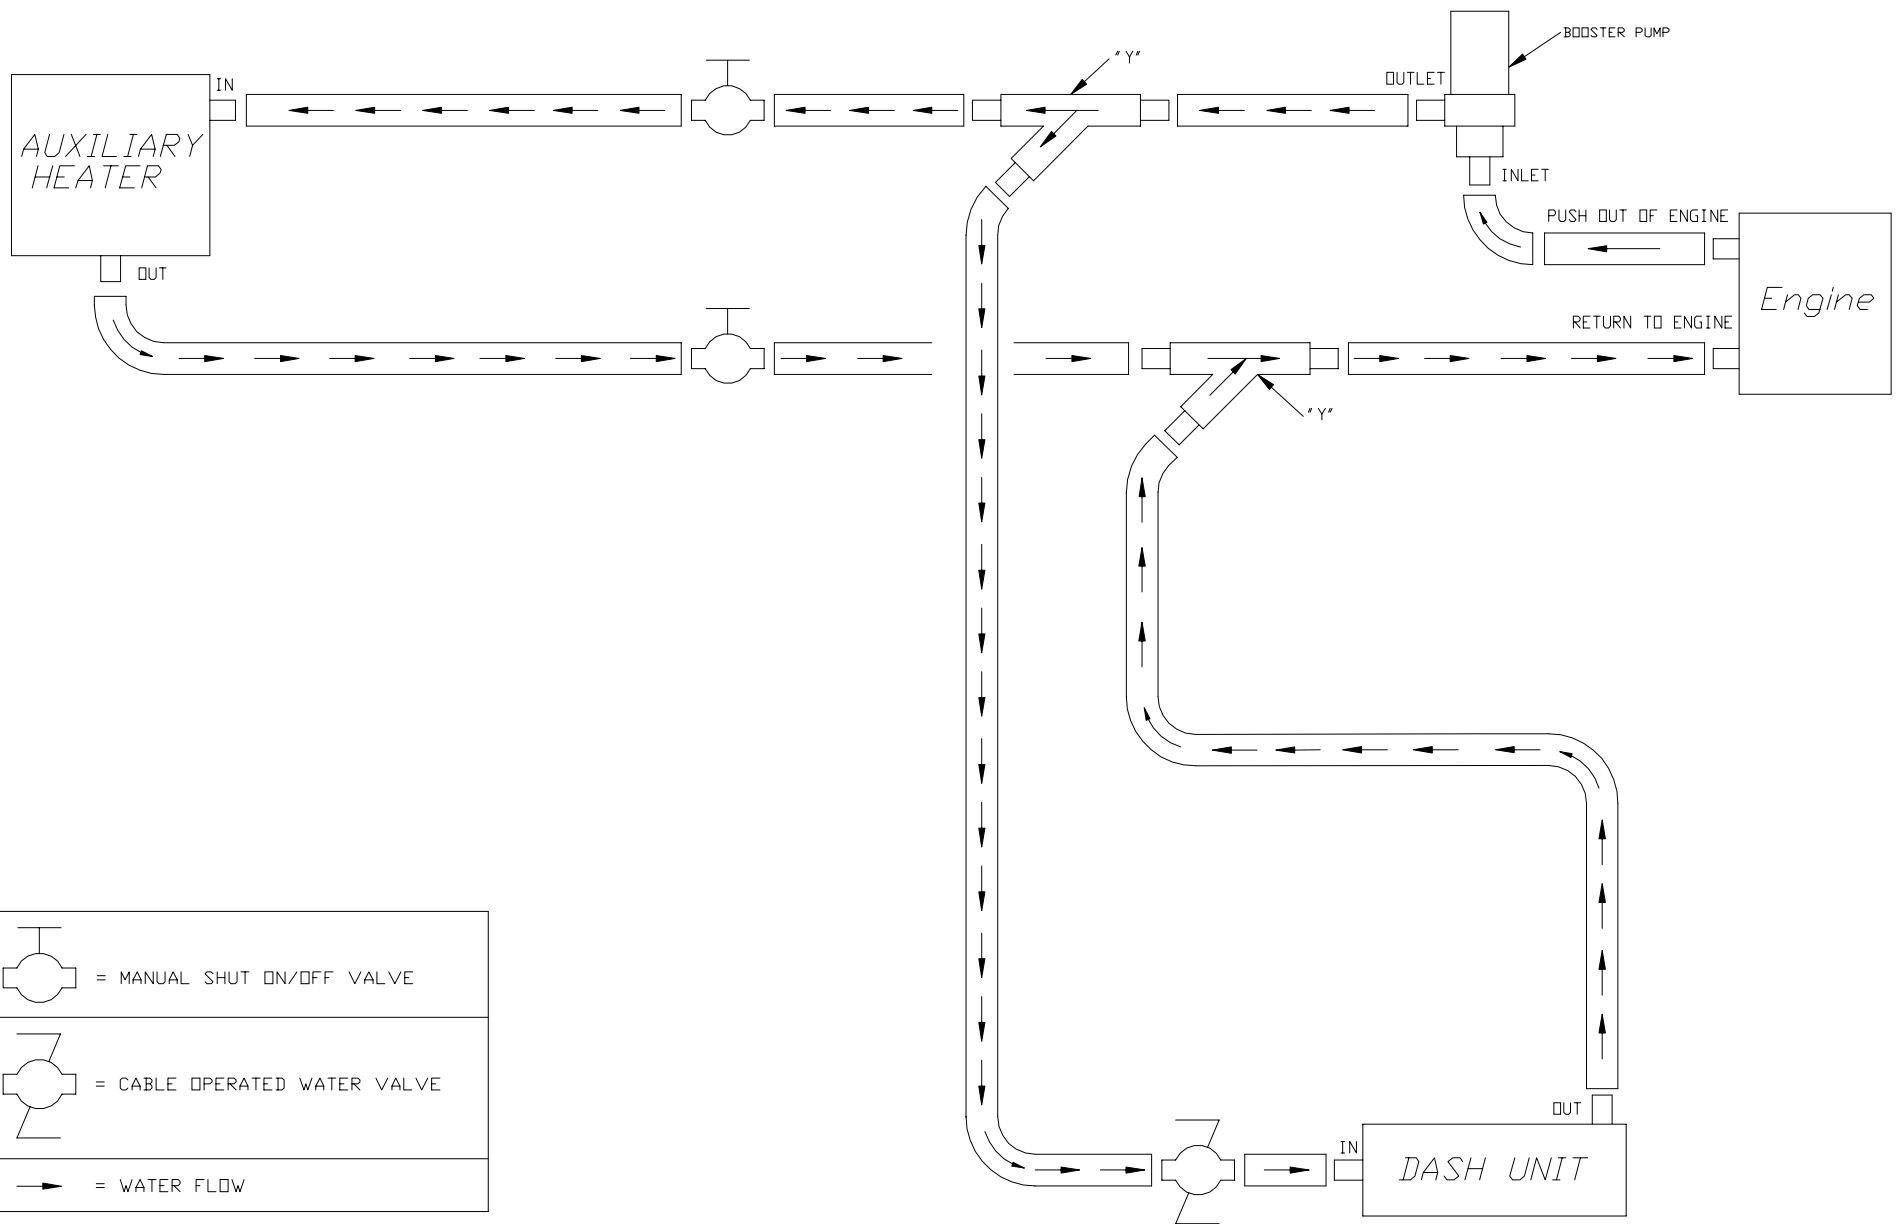 BOOSTER PUMP
"Y"
OUTLET
IN
AUXILIARY
HEATER
INLET
PUSH OUT OF ENGINE
OUT
Engine
RETURN TO ENGINE
"Y"
= MANUAL SHUT ON/OFF VALVE
= CABLE OPERATED WATER VALVE
= WATER FLOW
OUT
IN
DASH UNIT